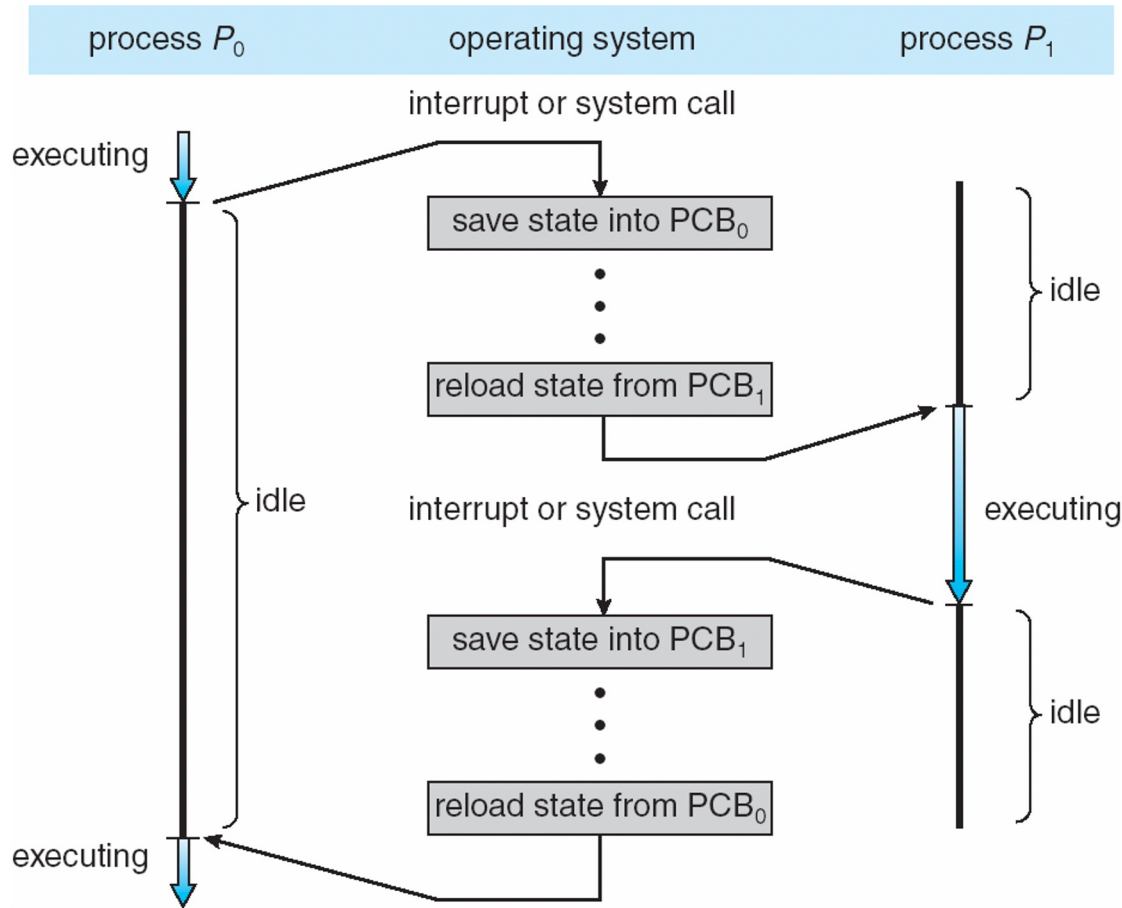 process P₀ operating system process P₁
interrupt or system call
executing
save state into PCB₀
idle
reload state from PCB₁
idle
interrupt or system call
executing
save state into PCB₁
idle
reload state from PCB₀
executing